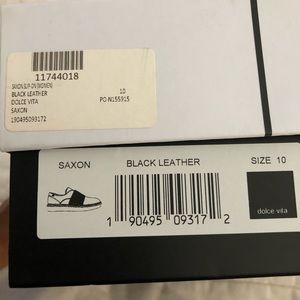 11744018
SAXON SLIP-ON (WOMEN)
BLACK LEATHER 10
DOLCE VITA PO-N155915
SAXON
190495093172
SAXON BLACK LEATHER SIZE 10
dolce vita
1 90495 09317 2